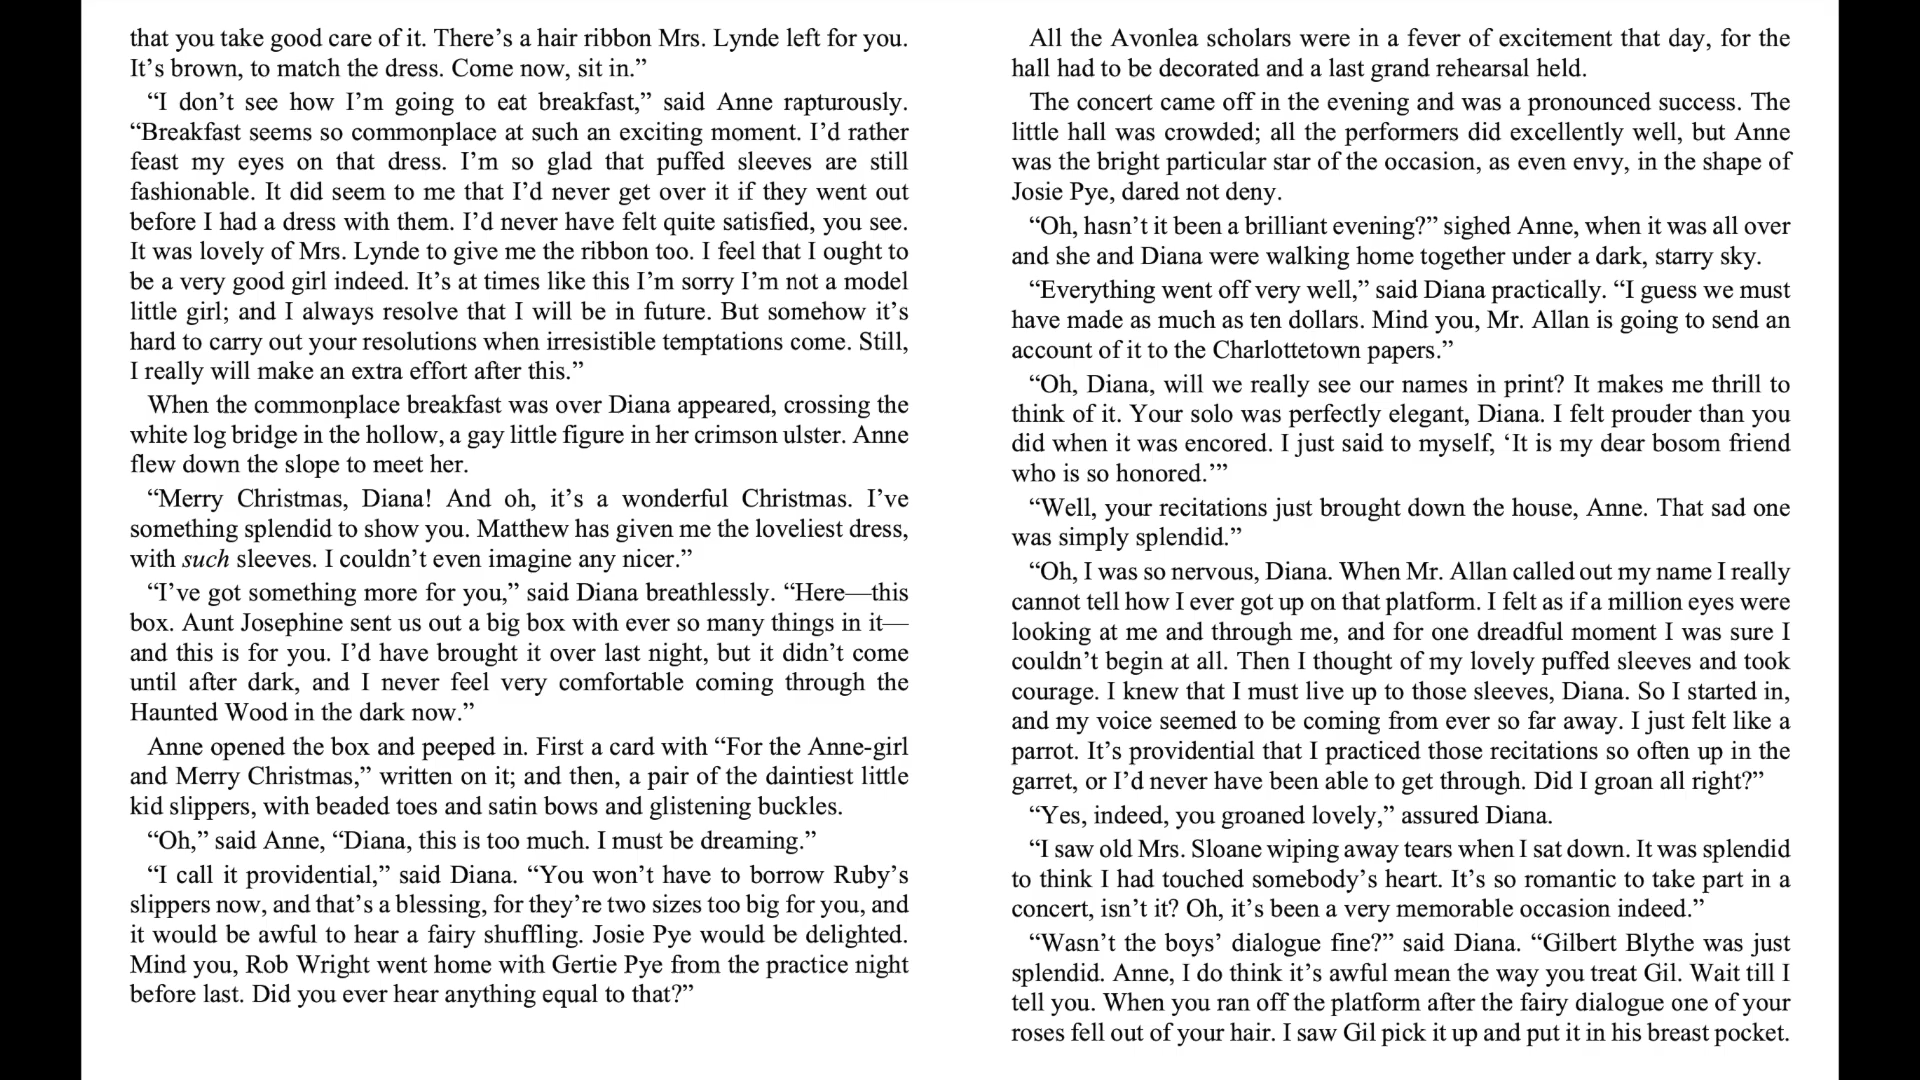 that you take good care of it. There’s a hair ribbon Mrs. Lynde left for you.
It’s brown, to match the dress. Come now, sit in.”
“I don’t see how I’m going to eat breakfast,” said Anne rapturously.
“Breakfast seems so commonplace at such an exciting moment. I’d rather
feast my eyes on that dress. I’m so glad that puffed sleeves are still
fashionable. It did seem to me that I’d never get over it if they went out
before I had a dress with them. I’d never have felt quite satisfied, you see.
It was lovely of Mrs. Lynde to give me the ribbon too. I feel that I ought to
be a very good girl indeed. It’s at times like this I’m sorry I’m not a model
little girl; and I always resolve that I will be in future. But somehow it’s
hard to carry out your resolutions when irresistible temptations come. Still,
I really will make an extra effort after this.”
When the commonplace breakfast was over Diana appeared, crossing the
white log bridge in the hollow, a gay little figure in her crimson ulster. Anne
flew down the slope to meet her.
“Merry Christmas, Diana! And oh, it’s a wonderful Christmas. I’ve
something splendid to show you. Matthew has given me the loveliest dress,
with such sleeves. I couldn’t even imagine any nicer.”
“I’ve got something more for you,” said Diana breathlessly. “Here—this
box. Aunt Josephine sent us out a big box with ever so many things in it—
and this is for you. I’d have brought it over last night, but it didn’t come
until after dark, and I never feel very comfortable coming through the
Haunted Wood in the dark now.”
Anne opened the box and peeped in. First a card with “For the Anne-girl
and Merry Christmas,” written on it; and then, a pair of the daintiest little
kid slippers, with beaded toes and satin bows and glistening buckles.
“Oh,” said Anne, “Diana, this is too much. I must be dreaming.”
“I call it providential,” said Diana. “You won’t have to borrow Ruby’s
slippers now, and that’s a blessing, for they’re two sizes too big for you, and
it would be awful to hear a fairy shuffling. Josie Pye would be delighted.
Mind you, Rob Wright went home with Gertie Pye from the practice night
before last. Did you ever hear anything equal to that?”
All the Avonlea scholars were in a fever of excitement that day, for the
hall had to be decorated and a last grand rehearsal held.
The concert came off in the evening and was a pronounced success. The
little hall was crowded; all the performers did excellently well, but Anne
was the bright particular star of the occasion, as even envy, in the shape of
Josie Pye, dared not deny.
“Oh, hasn’t it been a brilliant evening?” sighed Anne, when it was all over
and she and Diana were walking home together under a dark, starry sky.
“Everything went off very well,” said Diana practically. “I guess we must
have made as much as ten dollars. Mind you, Mr. Allan is going to send an
account of it to the Charlottetown papers.”
“Oh, Diana, will we really see our names in print? It makes me thrill to
think of it. Your solo was perfectly elegant, Diana. I felt prouder than you
did when it was encored. I just said to myself, ‘It is my dear bosom friend
who is so honored.’”
“Well, your recitations just brought down the house, Anne. That sad one
was simply splendid.”
“Oh, I was so nervous, Diana. When Mr. Allan called out my name I really
cannot tell how I ever got up on that platform. I felt as if a million eyes were
looking at me and through me, and for one dreadful moment I was sure I
couldn’t begin at all. Then I thought of my lovely puffed sleeves and took
courage. I knew that I must live up to those sleeves, Diana. So I started in,
and my voice seemed to be coming from ever so far away. I just felt like a
parrot. It’s providential that I practiced those recitations so often up in the
garret, or I’d never have been able to get through. Did I groan all right?”
“Yes, indeed, you groaned lovely,” assured Diana.
“I saw old Mrs. Sloane wiping away tears when I sat down. It was splendid
to think I had touched somebody’s heart. It’s so romantic to take part in a
concert, isn’t it? Oh, it’s been a very memorable occasion indeed.”
“Wasn’t the boys’ dialogue fine?” said Diana. “Gilbert Blythe was just
splendid. Anne, I do think it’s awful mean the way you treat Gil. Wait till I
tell you. When you ran off the platform after the fairy dialogue one of your
roses fell out of your hair. I saw Gil pick it up and put it in his breast pocket.